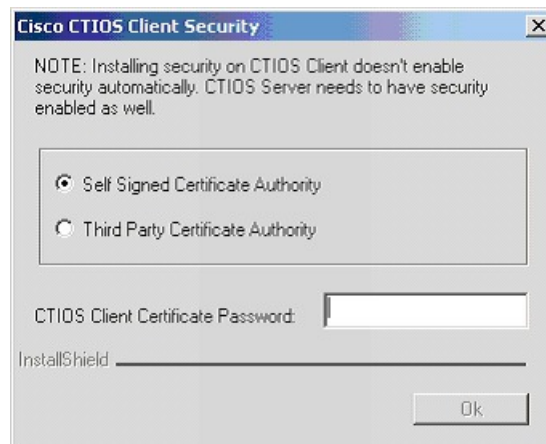 Cisco CTIOS Client Security
NOTE: Installing security on CTIOS Client doesn't enable
security automatically. CTIOS Server needs to have security
enabled as well.
Self Signed Certificate Authority
Third Party Certificate Authority
CTIOS Client Certificate Password:
InstallShield
Ok